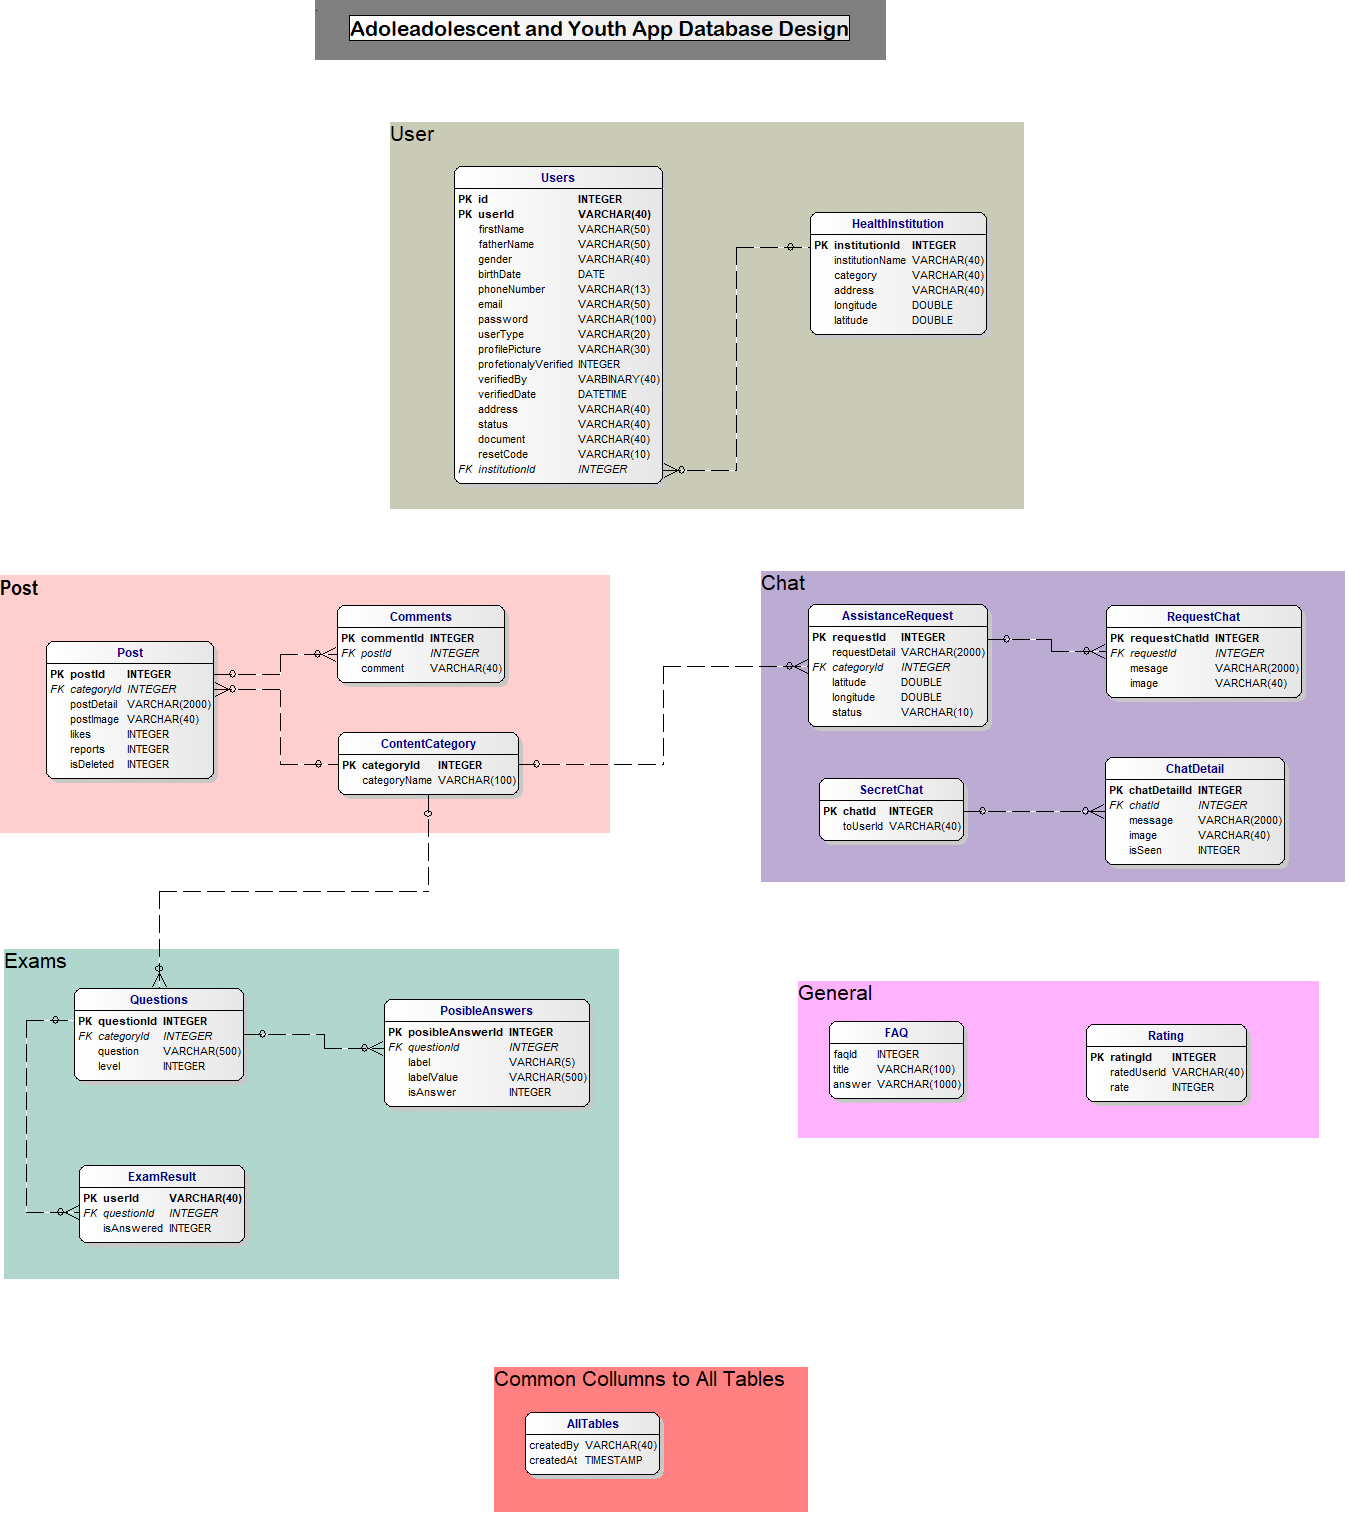 Adoleadolescent and Youth App Database Design
User
Users
PK id INTEGER
PK userId VARCHAR(40)
firstName VARCHAR(50)
fatherName VARCHAR(50)
gender VARCHAR(40)
birthDate DATE
phoneNumber VARCHAR(13)
email VARCHAR(50)
password VARCHAR(100)
userType VARCHAR(20)
profilePicture VARCHAR(30)
profetionalyVerified INTEGER
verifiedBy VARBINARY(40)
verifiedDate DATETIME
address VARCHAR(40)
status VARCHAR(40)
document VARCHAR(40)
resetCode VARCHAR(10)
FK institutionId INTEGER
HealthInstitution
PK institutionId INTEGER
institutionName VARCHAR(40)
category VARCHAR(40)
address VARCHAR(40)
longitude DOUBLE
latitude DOUBLE
Post
Post
PK postId INTEGER
FK categoryId INTEGER
postDetail VARCHAR(2000)
postImage VARCHAR(40)
likes INTEGER
reports INTEGER
isDeleted INTEGER
Comments
PK commentId INTEGER
FK postId INTEGER
comment VARCHAR(40)
ContentCategory
PK categoryId INTEGER
categoryName VARCHAR(100)
Chat
AssistanceRequest
PK requestId INTEGER
requestDetail VARCHAR(2000)
FK categoryId INTEGER
latitude DOUBLE
longitude DOUBLE
status VARCHAR(10)
RequestChat
PK requestChatId INTEGER
FK requestId INTEGER
mesage VARCHAR(2000)
image VARCHAR(40)
SecretChat
PK chatId INTEGER
toUserId VARCHAR(40)
ChatDetail
PK chatDetailId INTEGER
FK chatId INTEGER
message VARCHAR(2000)
image VARCHAR(40)
isSeen INTEGER
Exams
Questions
PK questionId INTEGER
FK categoryId INTEGER
question VARCHAR(500)
level INTEGER
PosibleAnswers
PK posibleAnswerId INTEGER
FK questionId INTEGER
label VARCHAR(5)
labelValue VARCHAR(500)
isAnswer INTEGER
ExamResult
PK userId VARCHAR(40)
FK questionId INTEGER
isAnswered INTEGER
General
FAQ
faqId INTEGER
title VARCHAR(100)
answer VARCHAR(1000)
Rating
PK ratingId INTEGER
ratedUserId VARCHAR(40)
rate INTEGER
Common Collumns to All Tables
AllTables
createdBy VARCHAR(40)
createdAt TIMESTAMP